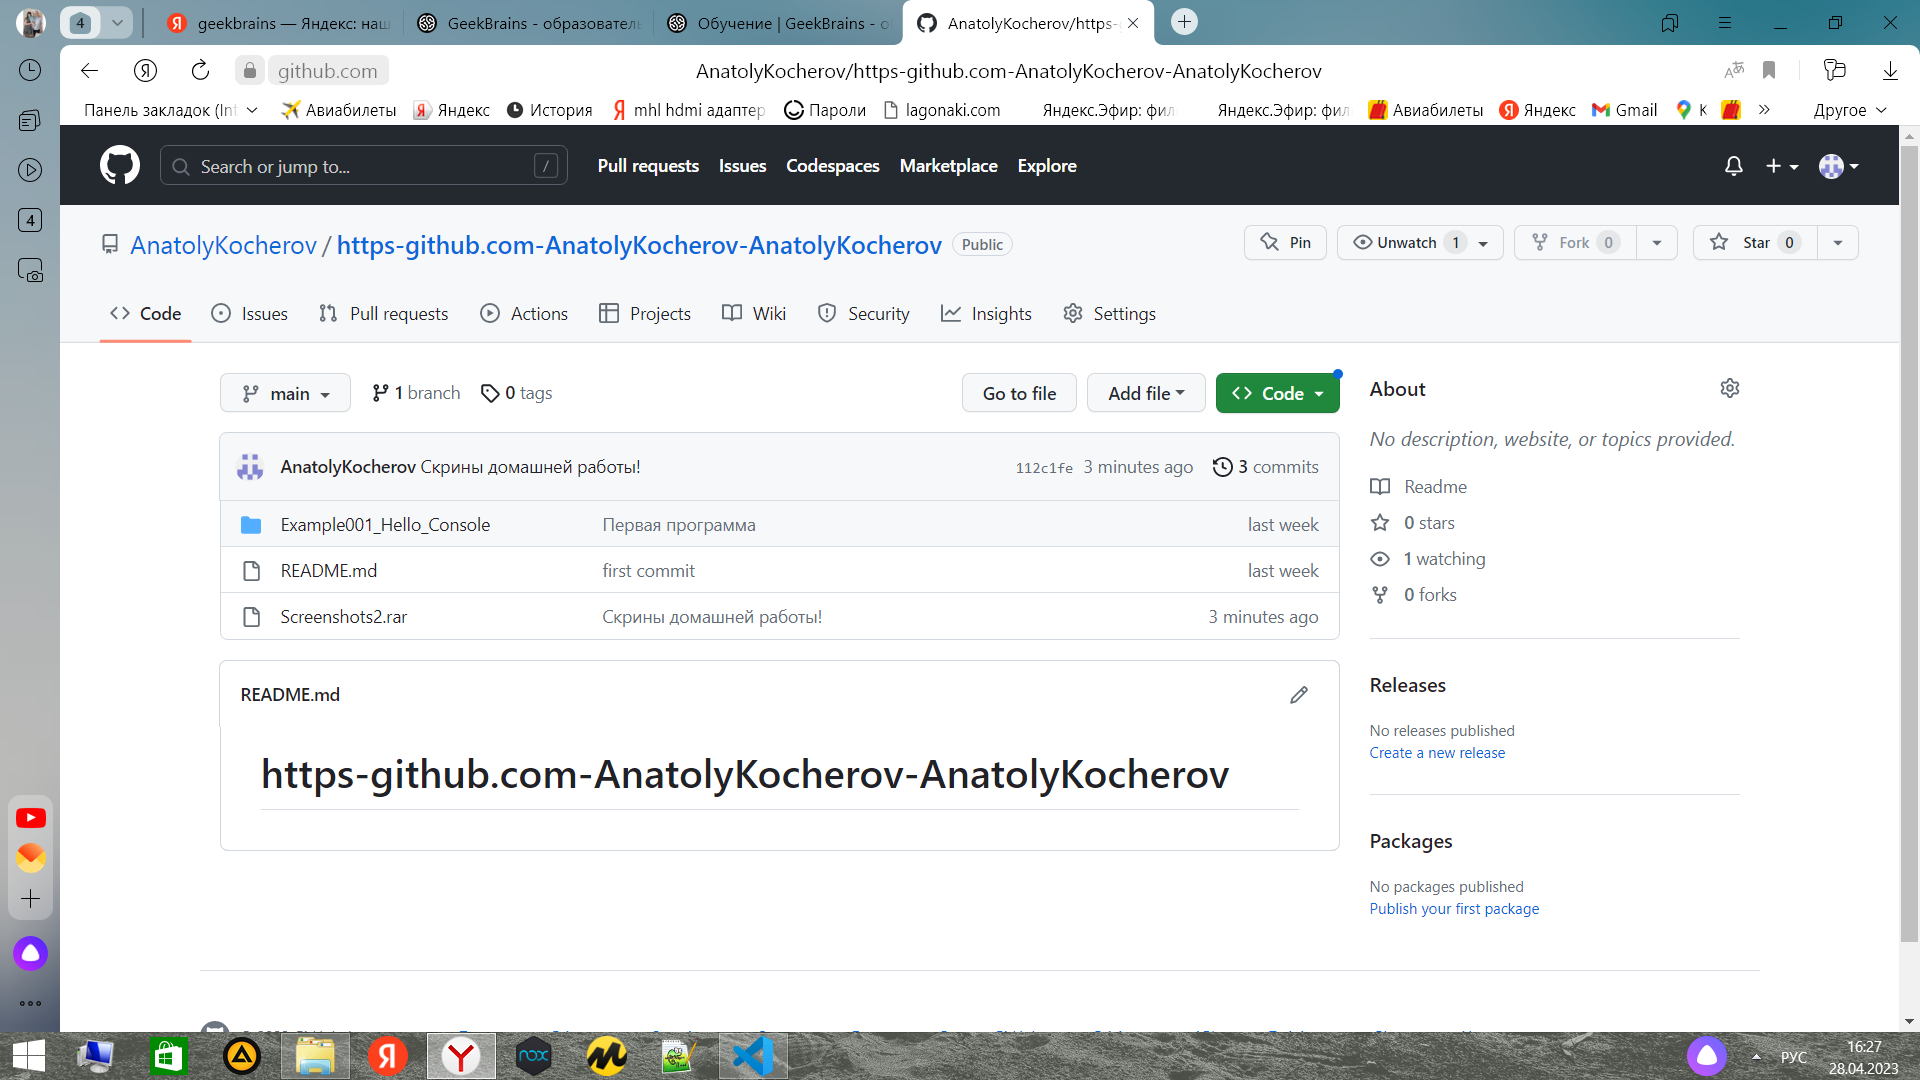 4
geekbrains — Яндекс: наш
GeekBrains - образователь
Обучение | GeekBrains - о
AnatolyKocherov/https-
github.com
AnatolyKocherov/https-github.com-AnatolyKocherov-AnatolyKocherov
Панель закладок (Int
Авиабилеты
Яндекс
История
mhl hdmi адаптер
Пароли
lagonaki.com
Яндекс.Эфир: фил
Яндекс.Эфир: фил
Авиабилеты
Яндекс
Gmail
К
Другое
4
Search or jump to...
/
Pull requests
Issues
Codespaces
Marketplace
Explore
AnatolyKocherov / https-github.com-AnatolyKocherov-AnatolyKocherov
Public
Pin
Unwatch 1
Fork 0
Star 0
Code
Issues
Pull requests
Actions
Projects
Wiki
Security
Insights
Settings
main
1 branch
0 tags
Go to file
Add file
Code
AnatolyKocherov Скрины домашней работы!
112c1fe 3 minutes ago
3 commits
Example001_Hello_Console
Первая программа
last week
README.md
first commit
last week
Screenshots2.rar
Скрины домашней работы!
3 minutes ago
README.md
https-github.com-AnatolyKocherov-AnatolyKocherov
About
No description, website, or topics provided.
Readme
0 stars
1 watching
0 forks
Releases
No releases published
Create a new release
Packages
No packages published
Publish your first package
nox
РУС
16:27
28.04.2023